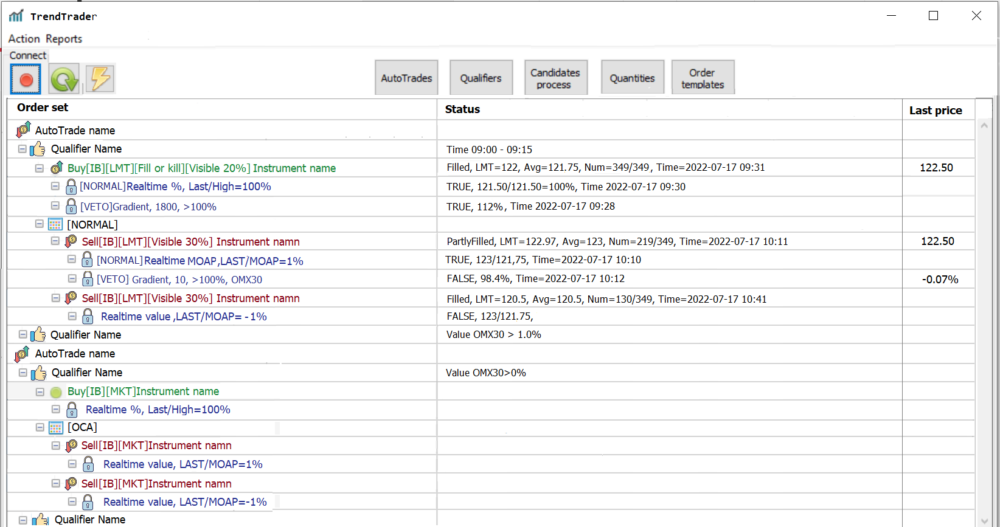 TrendTrader
Action Reports
Connect
AutoTrades
Qualifiers
Candidates
process
Quantities
Order
templates
Order set Status Last price
AutoTrade name
Qualifier Name Time 09:00 - 09:15
Buy[IB][LMT][Fill or kill][Visible 20%] Instrument name Filled, LMT=122, Avg=121.75, Num=349/349, Time=2022-07-17 09:31 122.50
[NORMAL]Realtime %, Last/High=100% TRUE, 121.50/121.50=100%, Time 2022-07-17 09:30
[VETO]Gradient, 1800, >100% TRUE, 112%, Time 2022-07-17 09:28
[NORMAL]
Sell[IB][LMT][Visible 30%] Instrument namn PartlyFilled, LMT=122.97, Avg=123, Num=219/349, Time=2022-07-17 10:11 122.50
[NORMAL]Realtime MOAP,LAST/MOAP=1% TRUE, 123/121,75, Time=2022-07-17 10:10
[VETO] Gradient, 10, >100%, OMX30 FALSE, 98.4%, Time=2022-07-17 10:12 -0.07%
Sell[IB][LMT][Visible 30%] Instrument namn Filled, LMT=120.5, Avg=120.5, Num=130/349, Time=2022-07-17 10:41
Realtime value ,LAST/MOAP= -1% FALSE, 123/121.75,
Qualifier Name Value OMX30 > 1.0%
AutoTrade name
Qualifier Name Value OMX30>0%
Buy[IB][MKT]Instrument name
Realtime %, Last/High=100%
[OCA]
Sell[IB][MKT]Instrument namn
Realtime value, LAST/MOAP=1%
Sell[IB][MKT]Instrument namn
Realtime value, LAST/MOAP=-1%
Qualifier Name